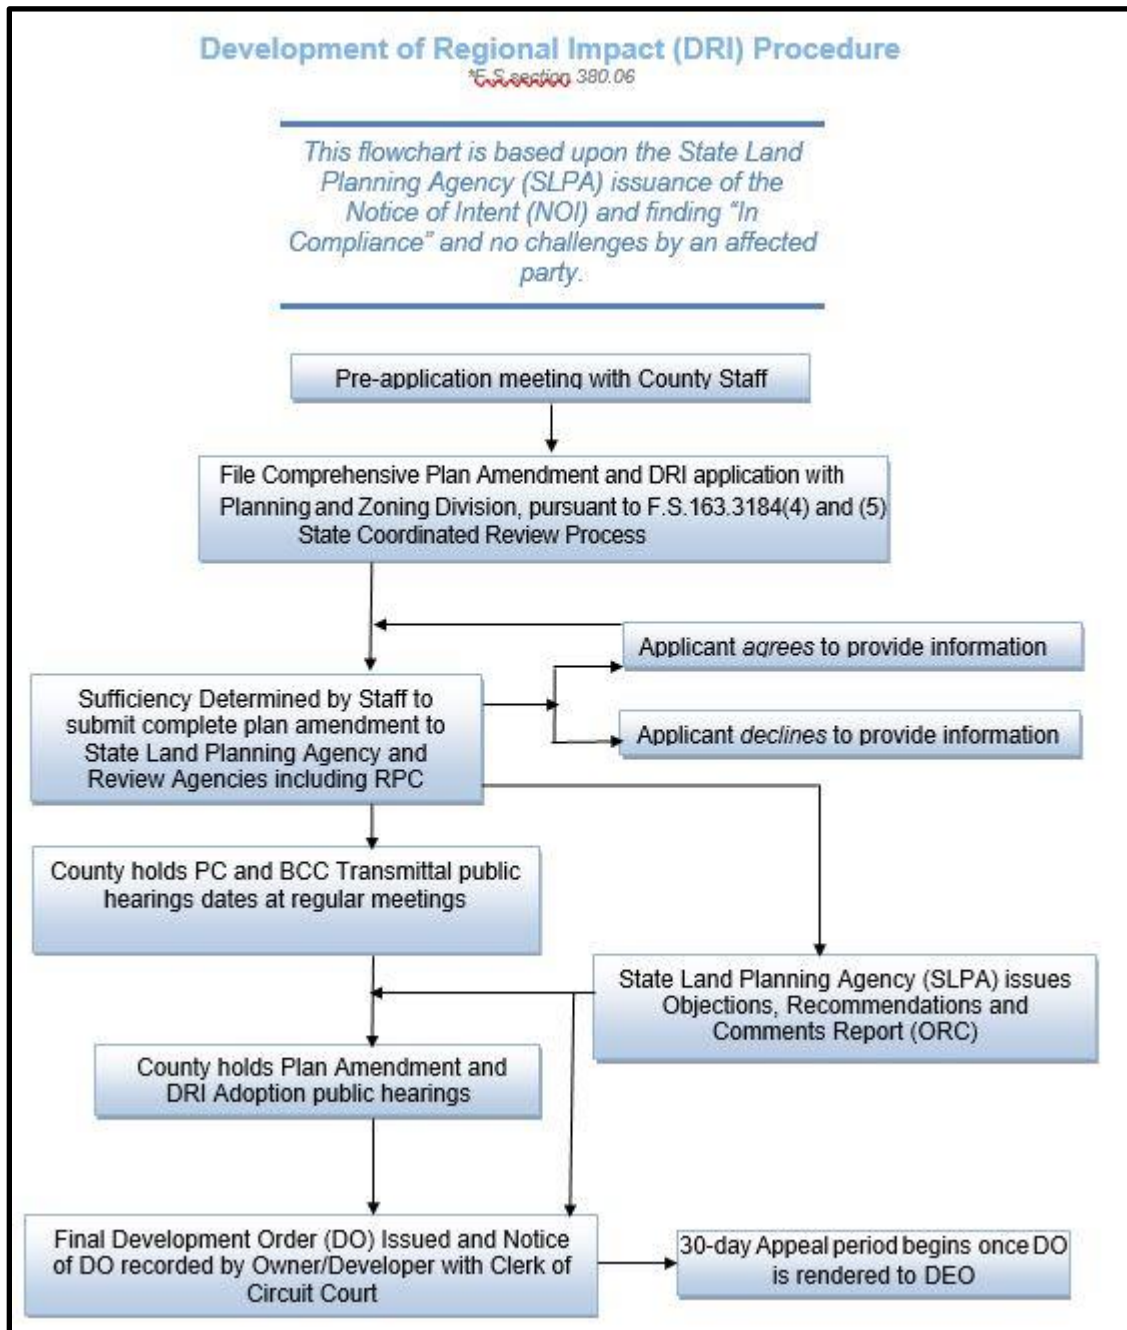 Development of Regional Impact (DRI) Procedure
*F.S section 380.06
This flowchart is based upon the State Land
Planning Agency (SLPA) issuance of the
Notice of Intent (NOI) and finding “In
Compliance” and no challenges by an affected
party.
Pre-application meeting with County Staff
File Comprehensive Plan Amendment and DRI application with
Planning and Zoning Division, pursuant to F.S.163.3184(4) and (5)
State Coordinated Review Process
Applicant agrees to provide information
Sufficiency Determined by Staff to
submit complete plan amendment to
State Land Planning Agency and
Review Agencies including RPC
Applicant declines to provide information
County holds PC and BCC Transmittal public
hearings dates at regular meetings
State Land Planning Agency (SLPA) issues
Objections, Recommendations and
Comments Report (ORC)
County holds Plan Amendment and
DRI Adoption public hearings
Final Development Order (DO) Issued and Notice
of DO recorded by Owner/Developer with Clerk of
Circuit Court
30-day Appeal period begins once DO
is rendered to DEO